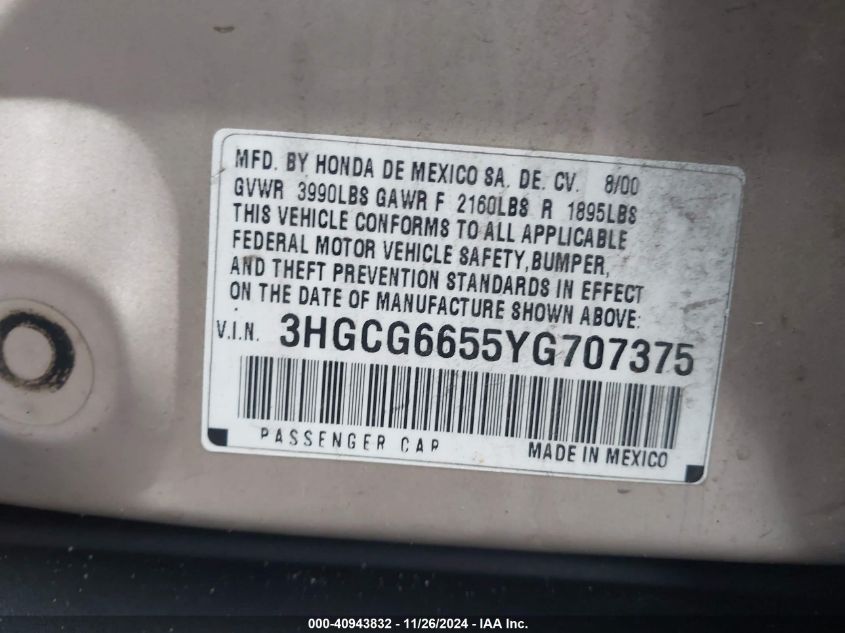 MFD. BY HONDA DE MEXICO SA. DE. CV. 8/00
GVWR 3990LBS GAWR F 2160LBS R 1895LBS
THIS VEHICLE CONFORMS TO ALL APPLICABLE
FEDERAL MOTOR VEHICLE SAFETY, BUMPER,
AND THEFT PREVENTION STANDARDS IN EFFECT
ON THE DATE OF MANUFACTURE SHOWN ABOVE:
V.I.N. 3HGCG6655YG707375
PASSENGER CAR MADE IN MEXICO
000-40943832 - 11/26/2024 - IAA Inc.